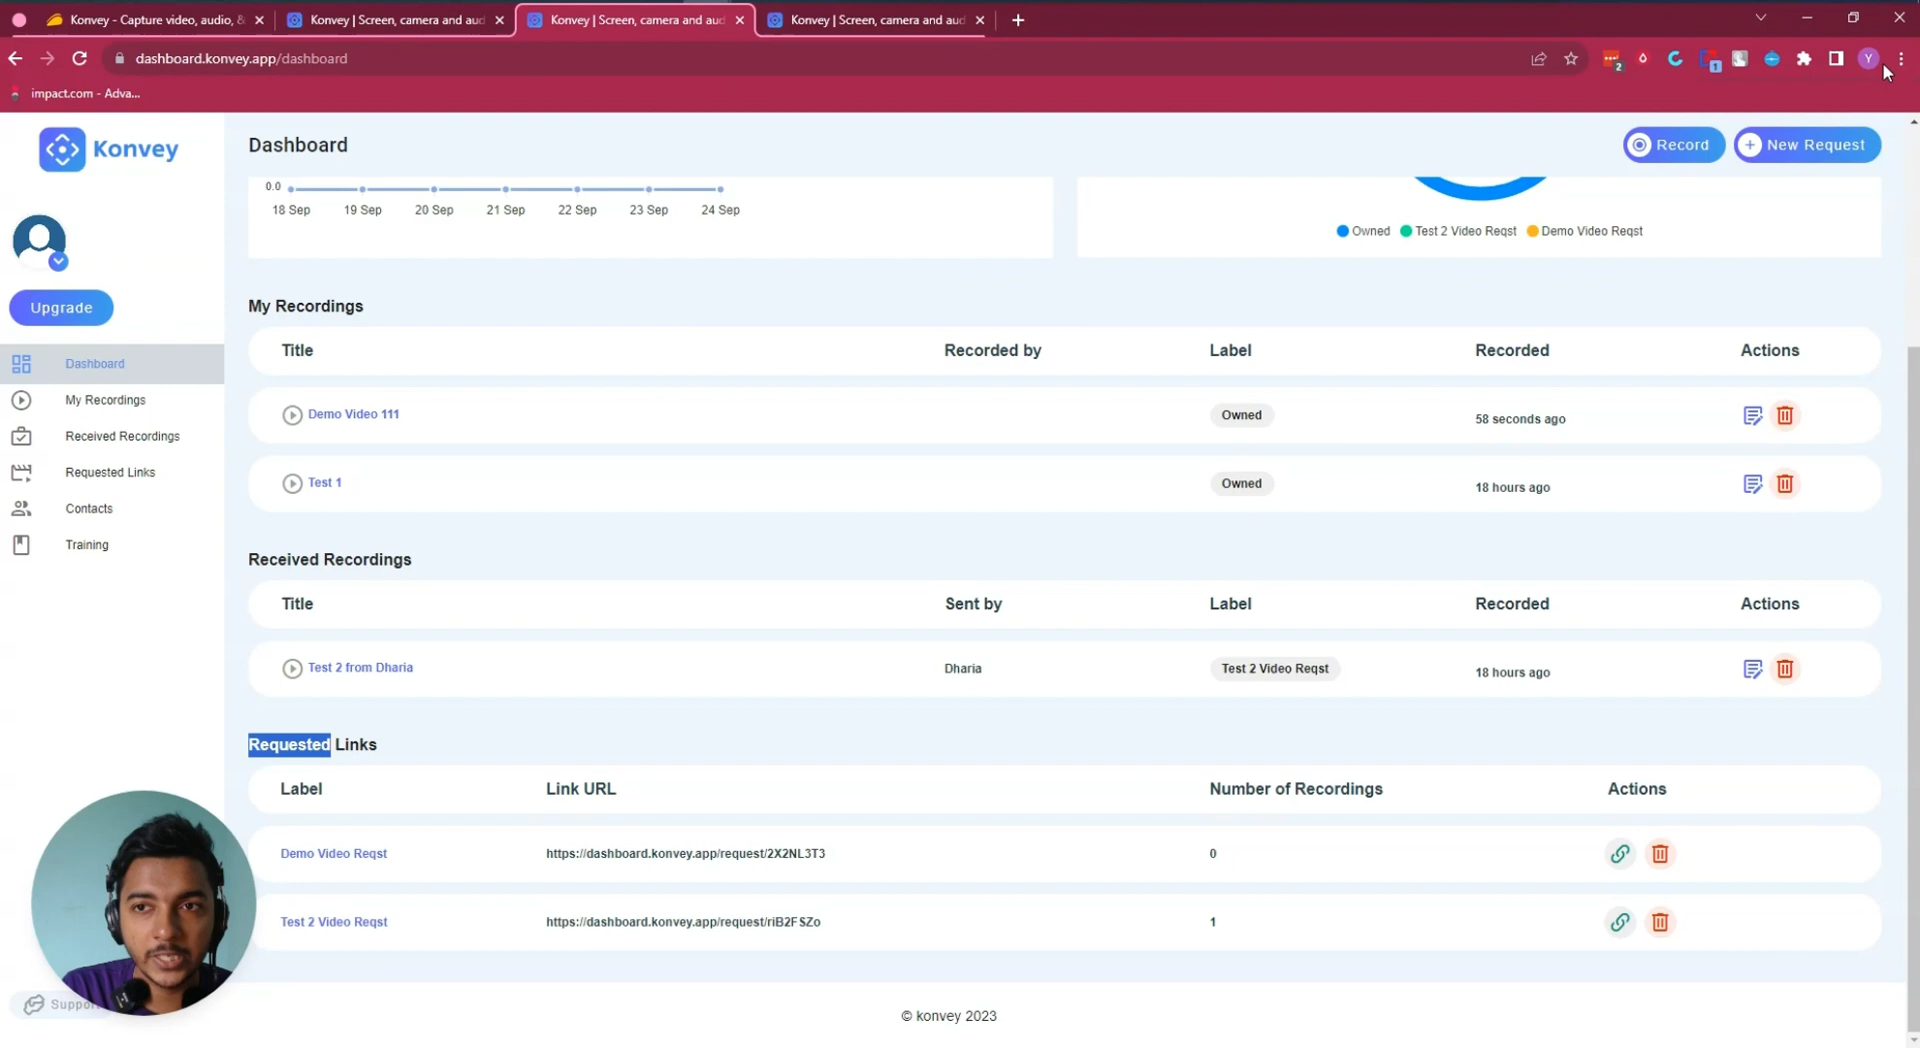 Konvey - Capture video, audio, &
Konvey | Screen, camera and aud
Konvey | Screen, camera and aud
Konvey | Screen, camera and aud
dashboard.konvey.app/dashboard
2
1
Y
impact.com - Adva...
Konvey
Dashboard
Record
New Request
0.0
18 Sep 19 Sep 20 Sep 21 Sep 22 Sep 23 Sep 24 Sep
Owned Test 2 Video Reqst Demo Video Reqst
Upgrade
Dashboard
My Recordings
Received Recordings
Requested Links
Contacts
Training
My Recordings
Title Recorded by Label Recorded Actions
Demo Video 111 Owned 58 seconds ago
Test 1 Owned 18 hours ago
Received Recordings
Title Sent by Label Recorded Actions
Test 2 from Dharia Dharia Test 2 Video Reqst 18 hours ago
Requested Links
Label Link URL Number of Recordings Actions
Demo Video Reqst https://dashboard.konvey.app/request/2X2NL3T3 0
Test 2 Video Reqst https://dashboard.konvey.app/request/riB2FSZo 1
Support
© konvey 2023